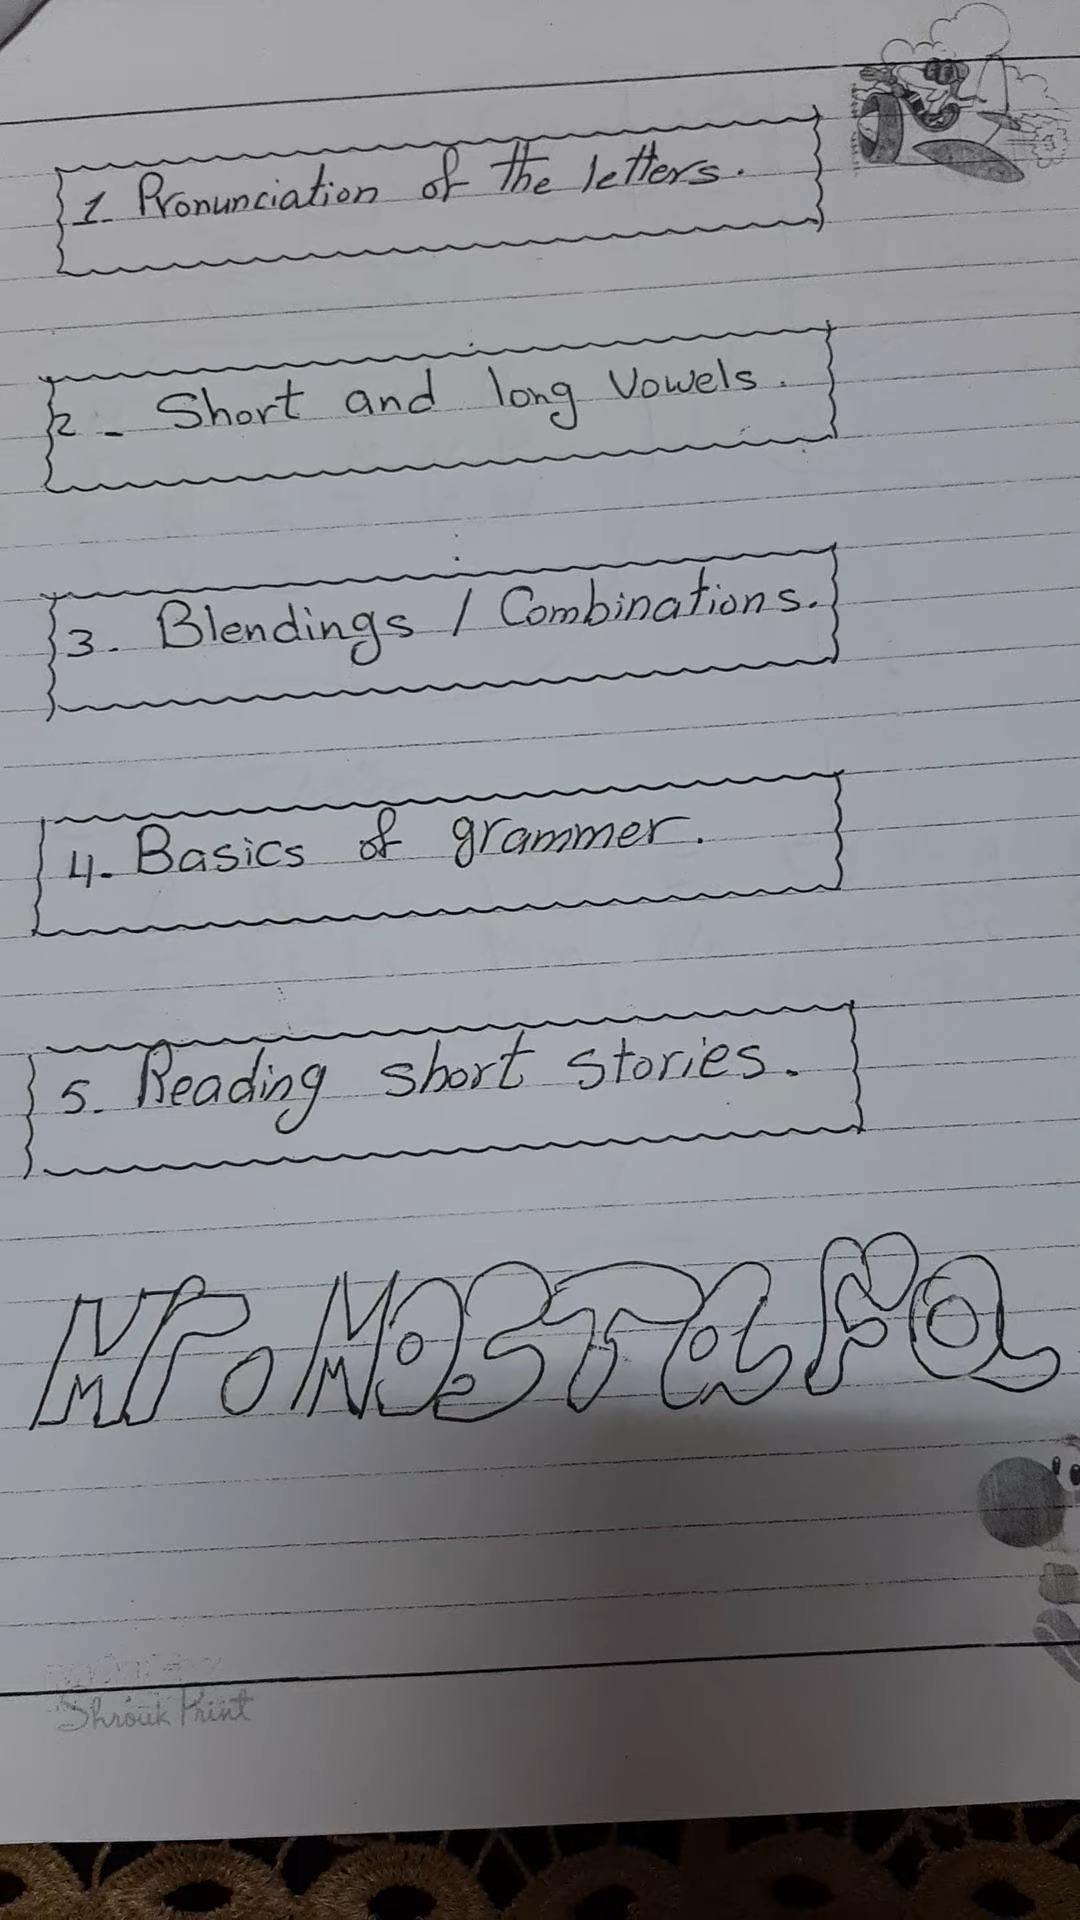 1. Pronunciation of the letters.
2- Short and long Vowels.
3. Blendings / Combinations.
4. Basics of grammer.
5. Reading short stories.
Mr. Mostafa
Shrouk Print